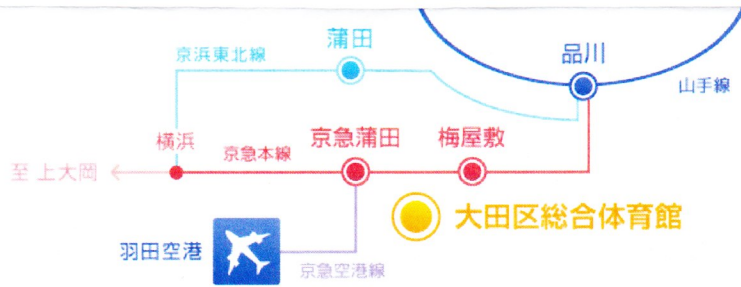 蒲田
京浜東北線
品川
山手線
横浜
京急本線
京急蒲田
梅屋敷
至 上大岡
大田区総合体育館
羽田空港
京急空港線